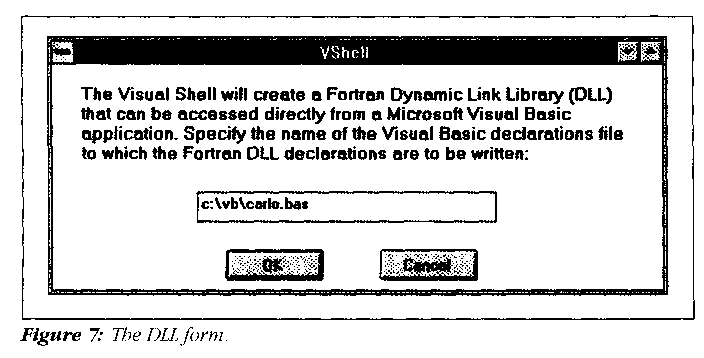 VShell
The Visual Shell will create a Fortran Dynamic Link Library (DLL)
that can be accessed directly from a Microsoft Visual Basic
application. Specify the name of the Visual Basic declarations file
to which the Fortran DLL declarations are to be written:
c:\vb\carlo.bas
OK Cancel
Figure 7: The DLL form.